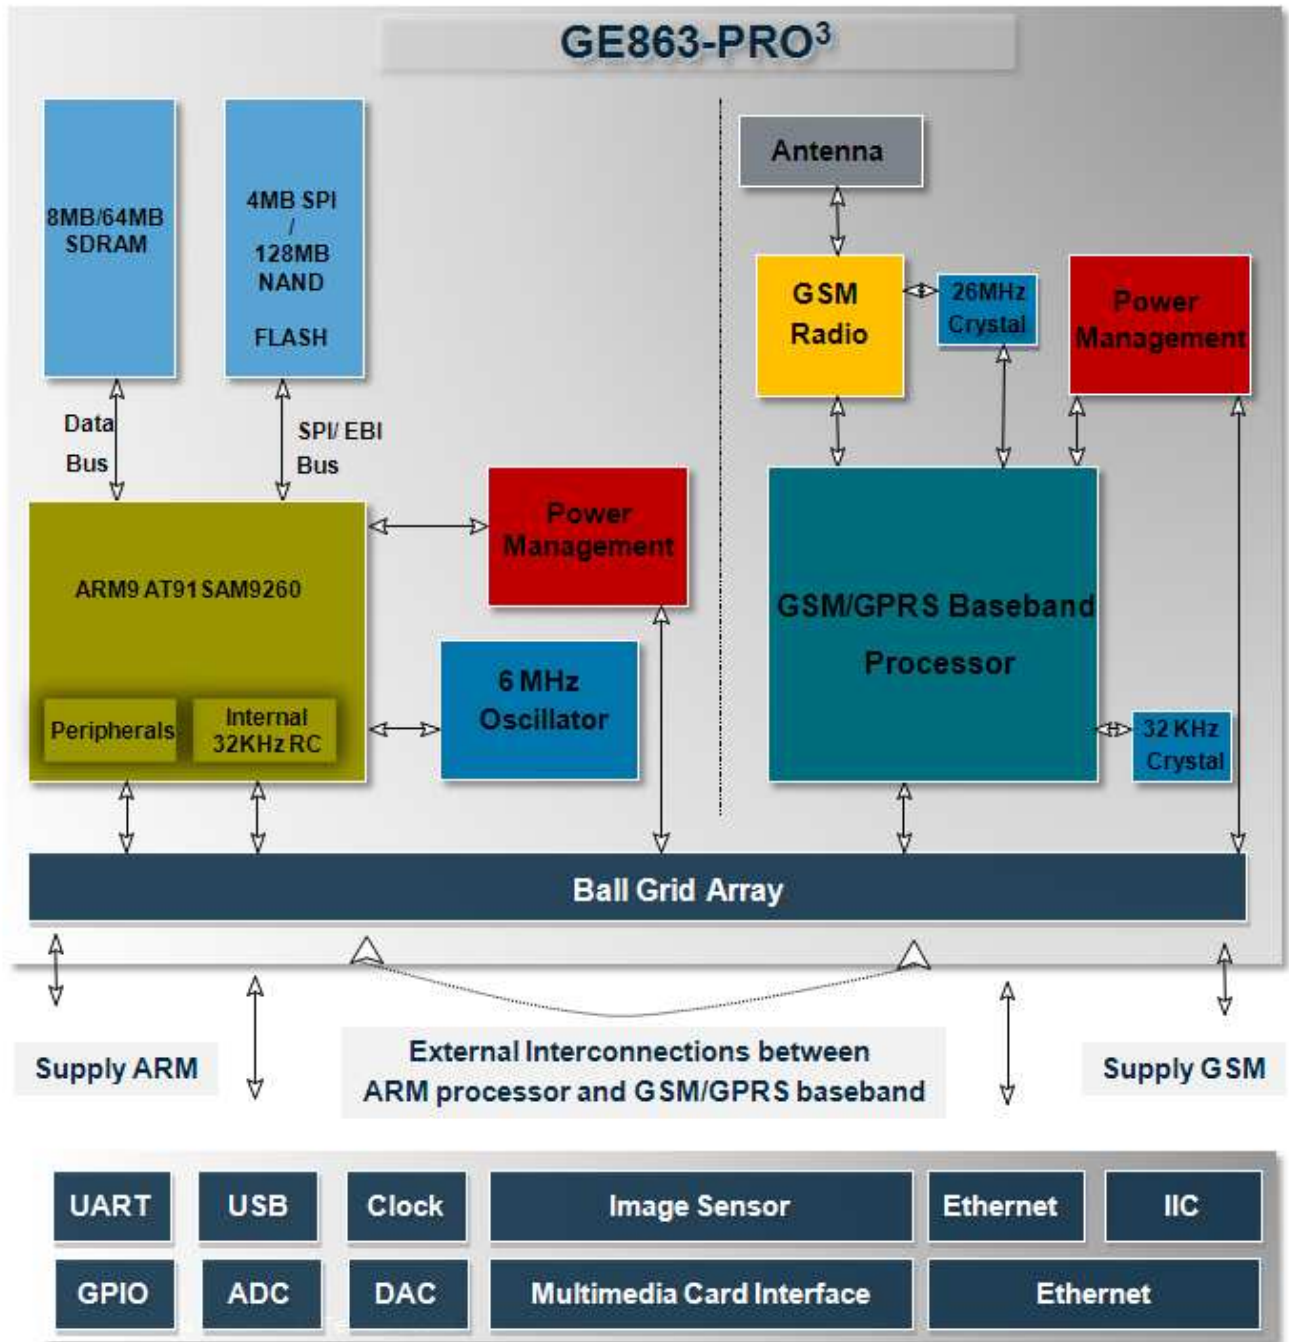 GE863-PRO³
8MB/64MB
SDRAM
4MB SPI
/
128MB
NAND
FLASH
Data
Bus
SPI/ EBI
Bus
ARM9 AT91SAM9260
Peripherals
Internal
32KHz RC
Power
Management
6 MHz
Oscillator
Antenna
GSM
Radio
26MHz
Crystal
Power
Management
GSM/GPRS Baseband
Processor
32 KHz
Crystal
Ball Grid Array
Supply ARM
External Interconnections between
ARM processor and GSM/GPRS baseband
Supply GSM
UART
USB
Clock
Image Sensor
Ethernet
IIC
GPIO
ADC
DAC
Multimedia Card Interface
Ethernet